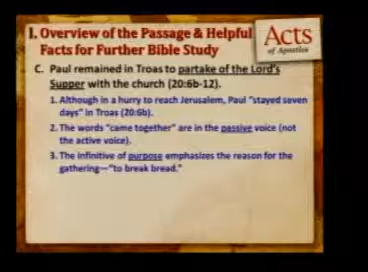 I. Overview of the Passage & Helpful
Facts for Further Bible Study
Acts
of Apostles
C. Paul remained in Troas to partake of the Lord's
Supper with the church (20:6b-12).
1. Although in a hurry to reach Jerusalem, Paul "stayed seven
days" in Troas (20:6b).
2. The words "came together" are in the passive voice (not
the active voice).
3. The infinitive of purpose emphasizes the reason for the
gathering—"to break bread."